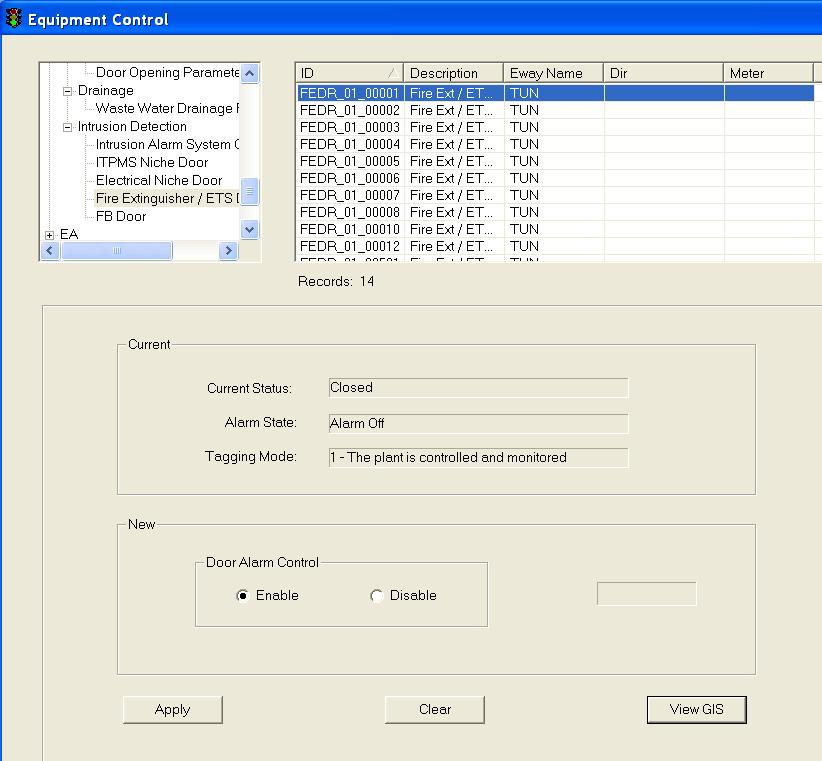 Equipment Control
Door Opening Paramete
Drainage
Waste Water Drainage
Intrusion Detection
Intrusion Alarm System
ITPMS Niche Door
Electrical Niche Door
Fire Extinguisher / ETS
FB Door
EA
ID Description Eway Name Dir Meter
FEDR_01_00001 Fire Ext / ET... TUN
FEDR_01_00002 Fire Ext / ET... TUN
FEDR_01_00003 Fire Ext / ET... TUN
FEDR_01_00004 Fire Ext / ET... TUN
FEDR_01_00005 Fire Ext / ET... TUN
FEDR_01_00006 Fire Ext / ET... TUN
FEDR_01_00007 Fire Ext / ET... TUN
FEDR_01_00008 Fire Ext / ET... TUN
FEDR_01_00010 Fire Ext / ET... TUN
FEDR_01_00012 Fire Ext / ET... TUN
Records: 14
Current
Current Status: Closed
Alarm State: Alarm Off
Tagging Mode: 1 - The plant is controlled and monitored
New
Door Alarm Control
Enable Disable
Apply Clear View GIS